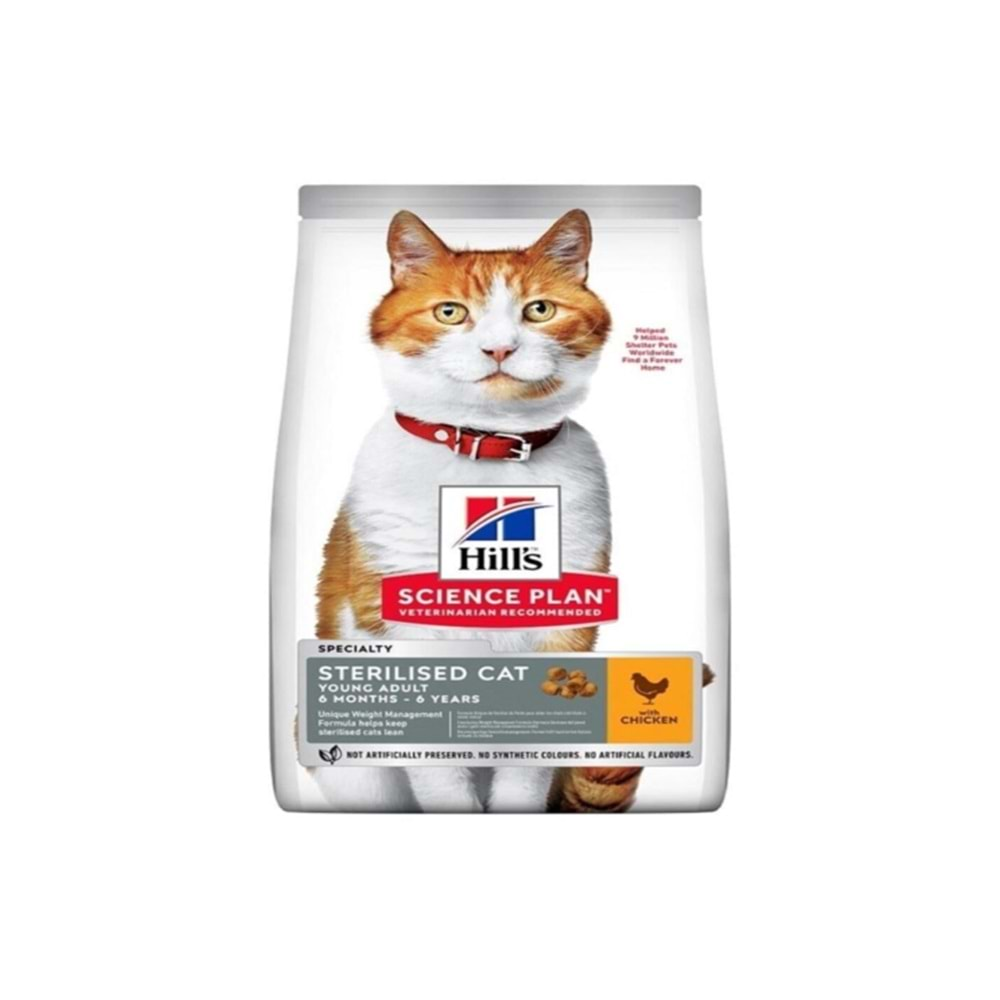 Helped
9 Million
Shelter Pets
Worldwide
Find a Forever
Home
Hill's™
SCIENCE PLAN™
VETERINARIAN RECOMMENDED
SPECIALTY
STERILISED CAT
YOUNG ADULT
6 MONTHS - 6 YEARS
Unique Weight Management
Formula helps keep
sterilised cats lean
with
CHICKEN
NOT ARTIFICIALLY PRESERVED. NO SYNTHETIC COLOURS. NO ARTIFICIAL FLAVOURS.